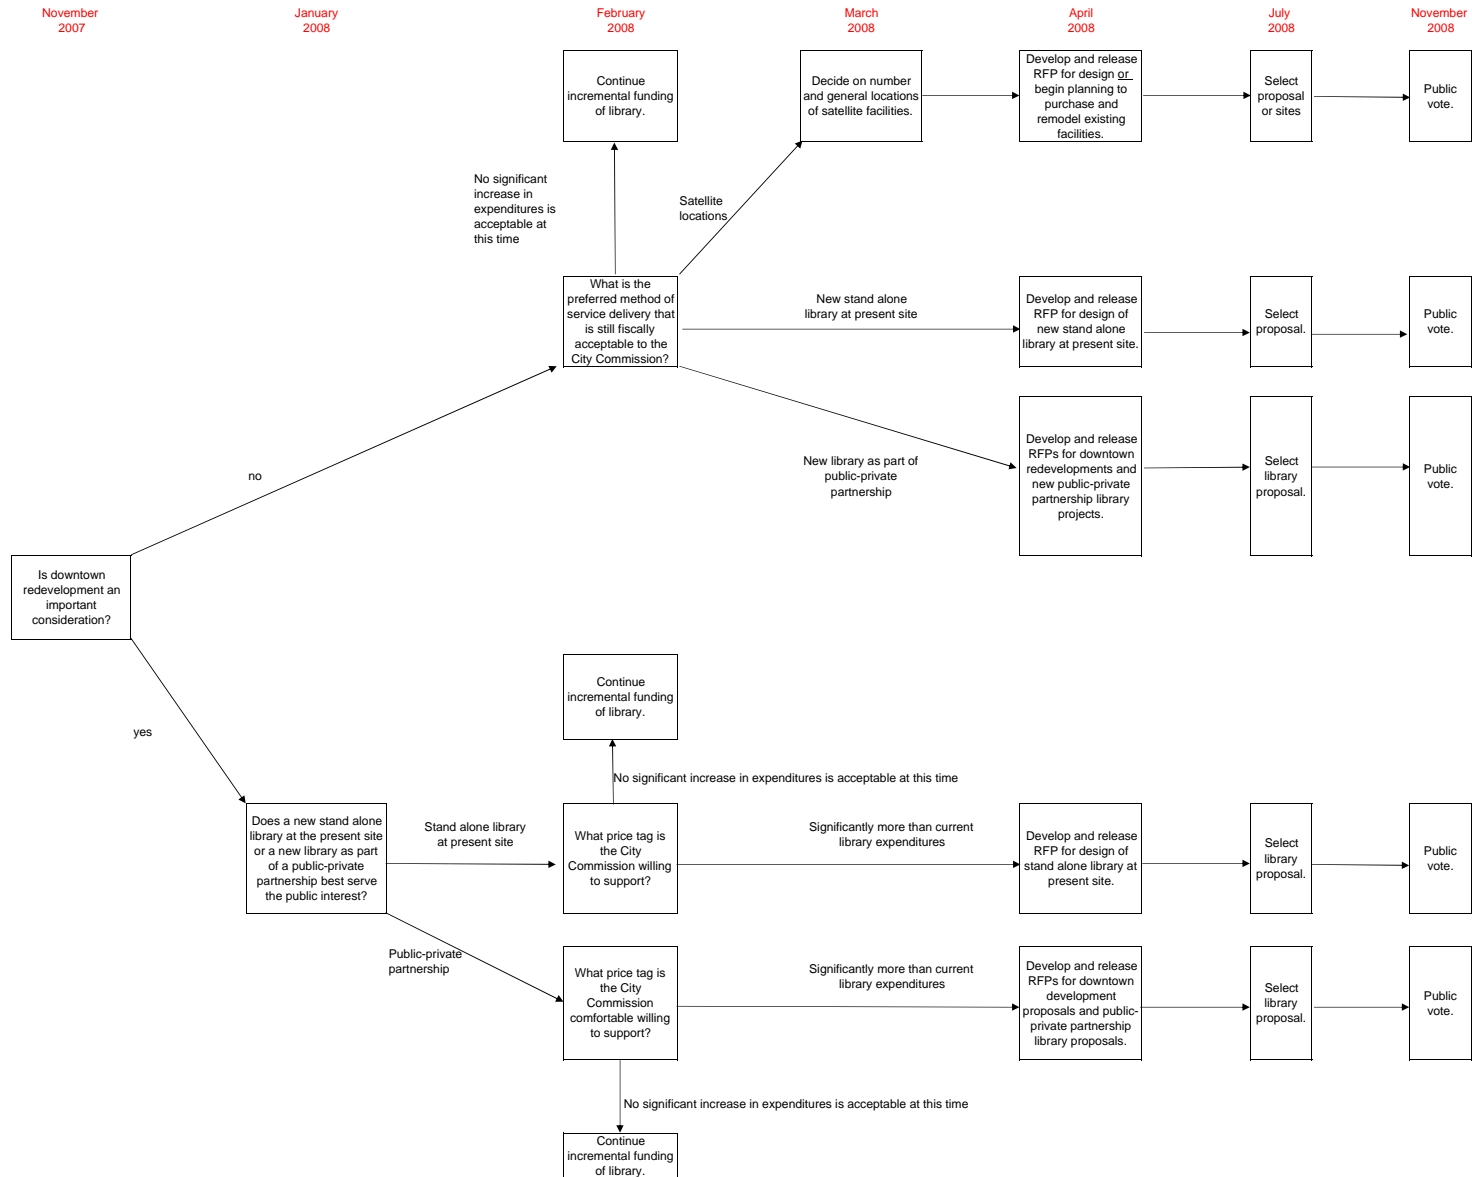 November
2007
January
2008
February
2008
March
2008
April
2008
July
2008
November
2008
Continue
incremental funding
of library.
Decide on number
and general locations
of satellite facilities.
Develop and release
RFP for design or
begin planning to
purchase and
remodel existing
facilities.
Select
proposal
or sites
Public
vote.
No significant
increase in
expenditures is
acceptable at
this time
Satellite
locations
What is the
preferred method of
service delivery that
is still fiscally
acceptable to the
City Commission?
New stand alone
library at present site
Develop and release
RFP for design of
new stand alone
library at present site.
Select
proposal.
Public
vote.
New library as part of
public-private
partnership
Develop and release
RFPs for downtown
redevelopments and
new public-private
partnership library
projects.
Select
library
proposal.
Public
vote.
no
Is downtown
redevelopment an
important
consideration?
yes
Continue
incremental funding
of library.
No significant increase in expenditures is acceptable at this time
Does a new stand alone
library at the present site
or a new library as part
of a public-private
partnership best serve
the public interest?
Stand alone library
at present site
What price tag is
the City
Commission willing
to support?
Significantly more than current
library expenditures
Develop and release
RFP for design of
stand alone library at
present site.
Select
library
proposal.
Public
vote.
Public-private
partnership
What price tag is
the City
Commission
comfortable willing
to support?
Significantly more than current
library expenditures
Develop and release
RFPs for downtown
development
proposals and public-
private partnership
library proposals.
Select
library
proposal.
Public
vote.
No significant increase in expenditures is acceptable at this time
Continue
incremental funding
of library.